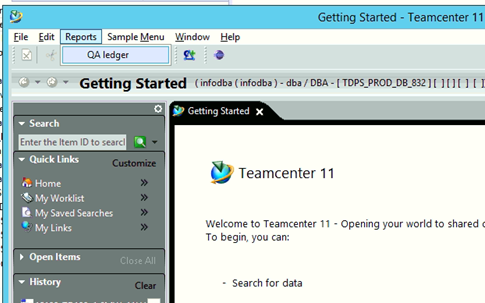 Getting Started - Teamcenter 11
File Edit Reports Sample Menu Window Help
QA ledger
Getting Started ( infodba ( infodba ) - dba / DBA - [ TDPS_PROD_DB_832 ] [ ] [ ] [ ] [ ]
Getting Started
Search
Enter the Item ID to search
Quick Links Customize
Home
My Worklist
My Saved Searches
My Links
Open Items Close All
History Clear
Teamcenter 11
Welcome to Teamcenter 11 - Opening your world to shared
To begin, you can:
- Search for data